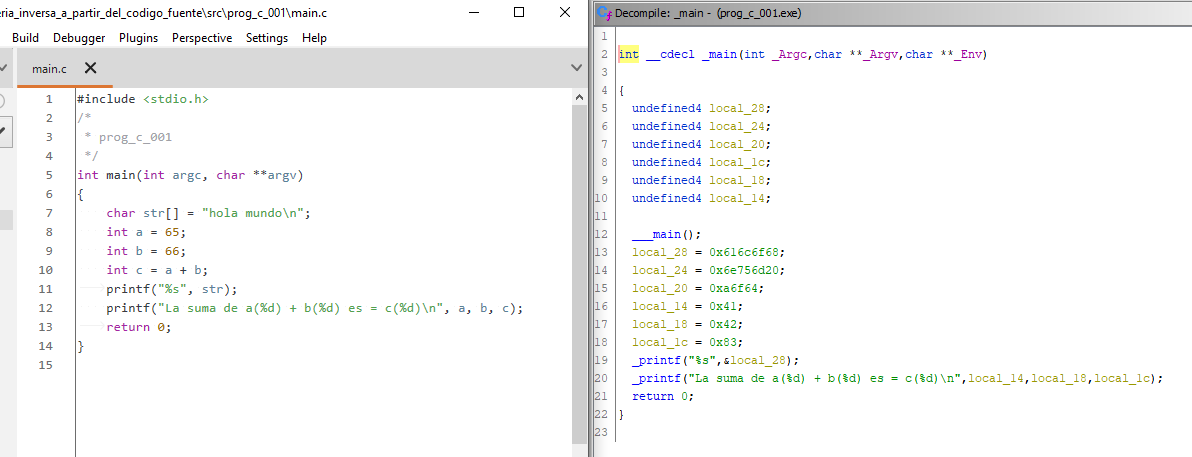 eria_inversa_a_partir_del_codigo_fuente\src\prog_c_001\main.c
Build Debugger Plugins Perspective Settings Help
main.c
1 #include <stdio.h>
2 /*
3  * prog_c_001
4  */
5 int main(int argc, char **argv)
6 {
7     char str[] = "hola mundo\n";
8     int a = 65;
9     int b = 66;
10     int c = a + b;
11     printf("%s", str);
12     printf("La suma de a(%d) + b(%d) es = c(%d)\n", a, b, c);
13     return 0;
14 }
15
Decompile: _main - (prog_c_001.exe)
1
2 int __cdecl _main(int _Argc,char **_Argv,char **_Env)
3
4 {
5   undefined4 local_28;
6   undefined4 local_24;
7   undefined4 local_20;
8   undefined4 local_1c;
9   undefined4 local_18;
10   undefined4 local_14;
11
12   ___main();
13   local_28 = 0x616c6f68;
14   local_24 = 0x6e756d20;
15   local_20 = 0xa6f64;
16   local_14 = 0x41;
17   local_18 = 0x42;
18   local_1c = 0x83;
19   _printf("%s",&local_28);
20   _printf("La suma de a(%d) + b(%d) es = c(%d)\n",local_14,local_18,local_1c);
21   return 0;
22 }
23